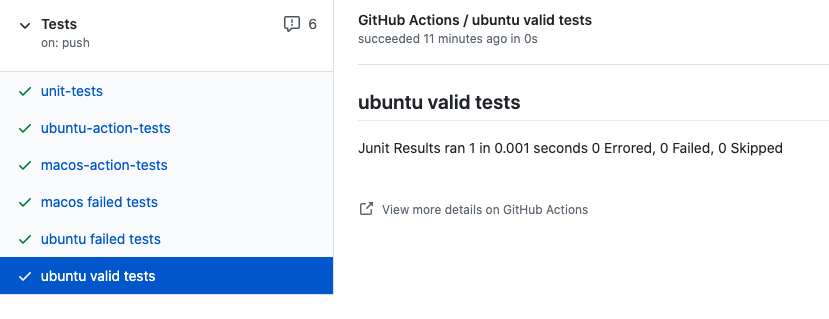 Tests
6
on: push
unit-tests
ubuntu-action-tests
macos-action-tests
macos failed tests
ubuntu failed tests
ubuntu valid tests
GitHub Actions / ubuntu valid tests
succeeded 11 minutes ago in 0s
ubuntu valid tests
Junit Results ran 1 in 0.001 seconds 0 Errored, 0 Failed, 0 Skipped
View more details on GitHub Actions